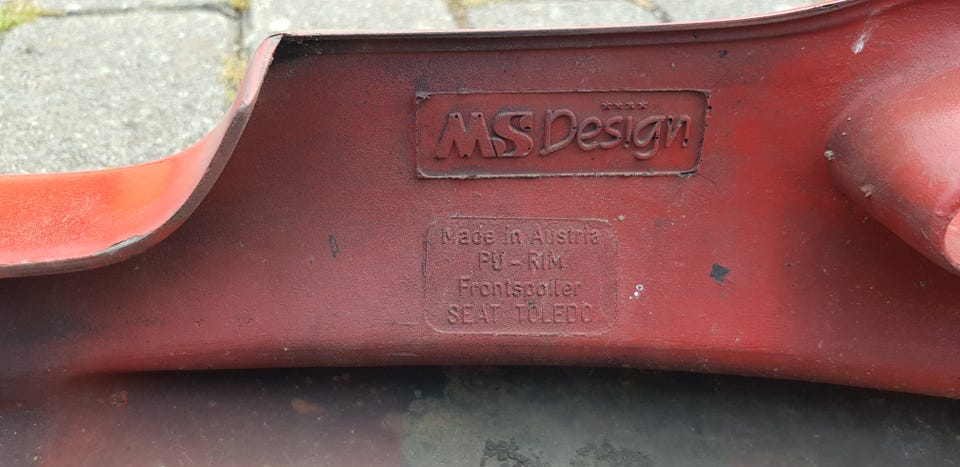 MS Design
Made in Austria
PU-RIM
Frontspoiler
SEAT TOLEDO